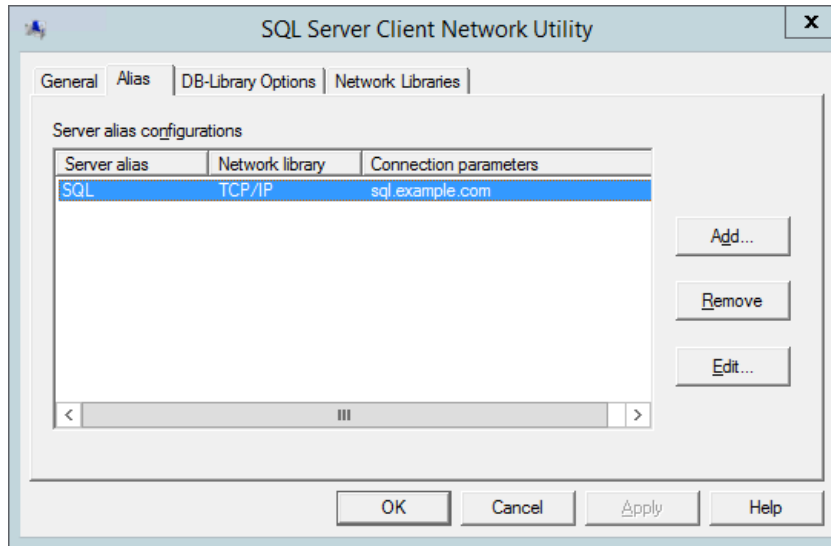 SQL Server Client Network Utility
x
General Alias DB-Library Options Network Libraries
Server alias configurations
Server alias Network library Connection parameters
SQL TCP/IP sql.example.com
Add...
Remove
Edit...
OK Cancel Apply Help